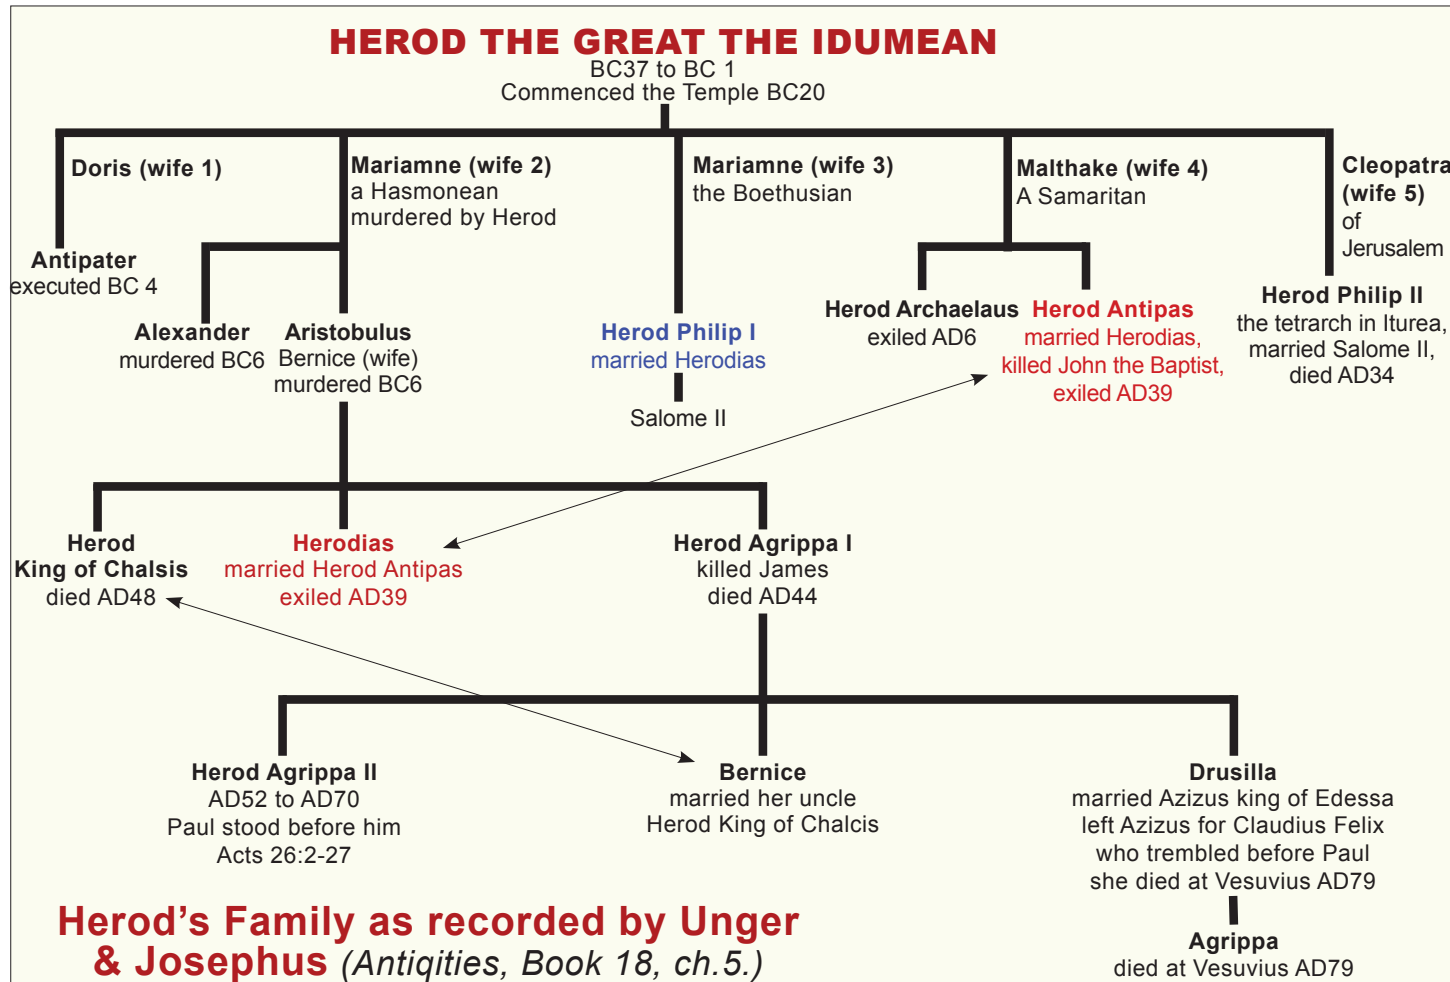 HEROD THE GREAT THE IDUMEAN
BC37 to BC 1
Commenced the Temple BC20
Doris (wife 1)
Antipater
executed BC 4
Mariamne (wife 2)
a Hasmonean
murdered by Herod
Alexander
murdered BC6
Aristobulus
Bernice (wife)
murdered BC6
Mariamne (wife 3)
the Boethusian
Herod Philip I
married Herodias
Salome II
Malthake (wife 4)
A Samaritan
Herod Archaelaus
exiled AD6
Herod Antipas
married Herodias,
killed John the Baptist,
exiled AD39
Cleopatra
(wife 5)
of
Jerusalem
Herod Philip II
the tetrarch in Iturea,
married Salome II,
died AD34
Herod
King of Chalsis
died AD48
Herodias
married Herod Antipas
exiled AD39
Herod Agrippa I
killed James
died AD44
Herod Agrippa II
AD52 to AD70
Paul stood before him
Acts 26:2-27
Bernice
married her uncle
Herod King of Chalcis
Drusilla
married Azizus king of Edessa
left Azizus for Claudius Felix
who trembled before Paul
she died at Vesuvius AD79
Agrippa
died at Vesuvius AD79
Herod's Family as recorded by Unger
& Josephus (Antiqities, Book 18, ch.5.)